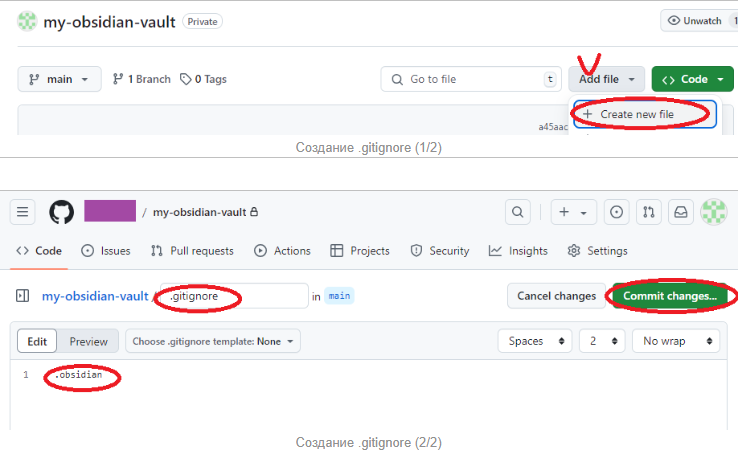 my-obsidian-vault Private Unwatch 1
main 1 Branch 0 Tags Go to file t Add file Code
Create new file
a45aac
Создание .gitignore (1/2)
/ my-obsidian-vault
Code Issues Pull requests Actions Projects Security Insights Settings
my-obsidian-vault / .gitignore in main Cancel changes Commit changes...
Edit Preview Choose .gitignore template: None Spaces 2 No wrap
1 .obsidian
Создание .gitignore (2/2)